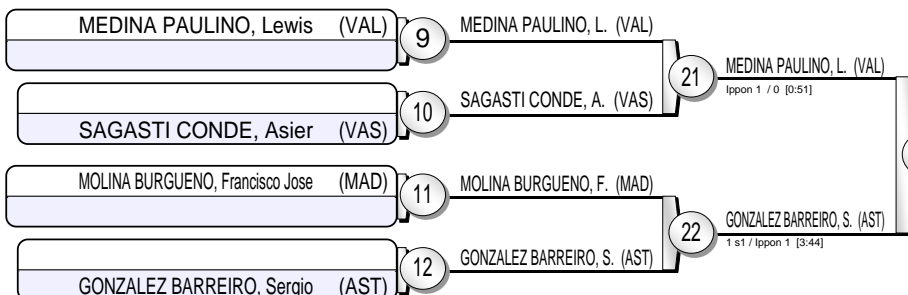 MEDINA PAULINO, Lewis (VAL)
9
MEDINA PAULINO, L. (VAL)
21
MEDINA PAULINO, L. (VAL)
Ippon 1 / 0 [0:51]
10
SAGASTI CONDE, A. (VAS)
SAGASTI CONDE, Asier (VAS)
MOLINA BURGUENO, Francisco Jose (MAD)
11
MOLINA BURGUENO, F. (MAD)
22
GONZALEZ BARREIRO, S. (AST)
1 s1 / Ippon 1 [3:44]
12
GONZALEZ BARREIRO, S. (AST)
GONZALEZ BARREIRO, Sergio (AST)